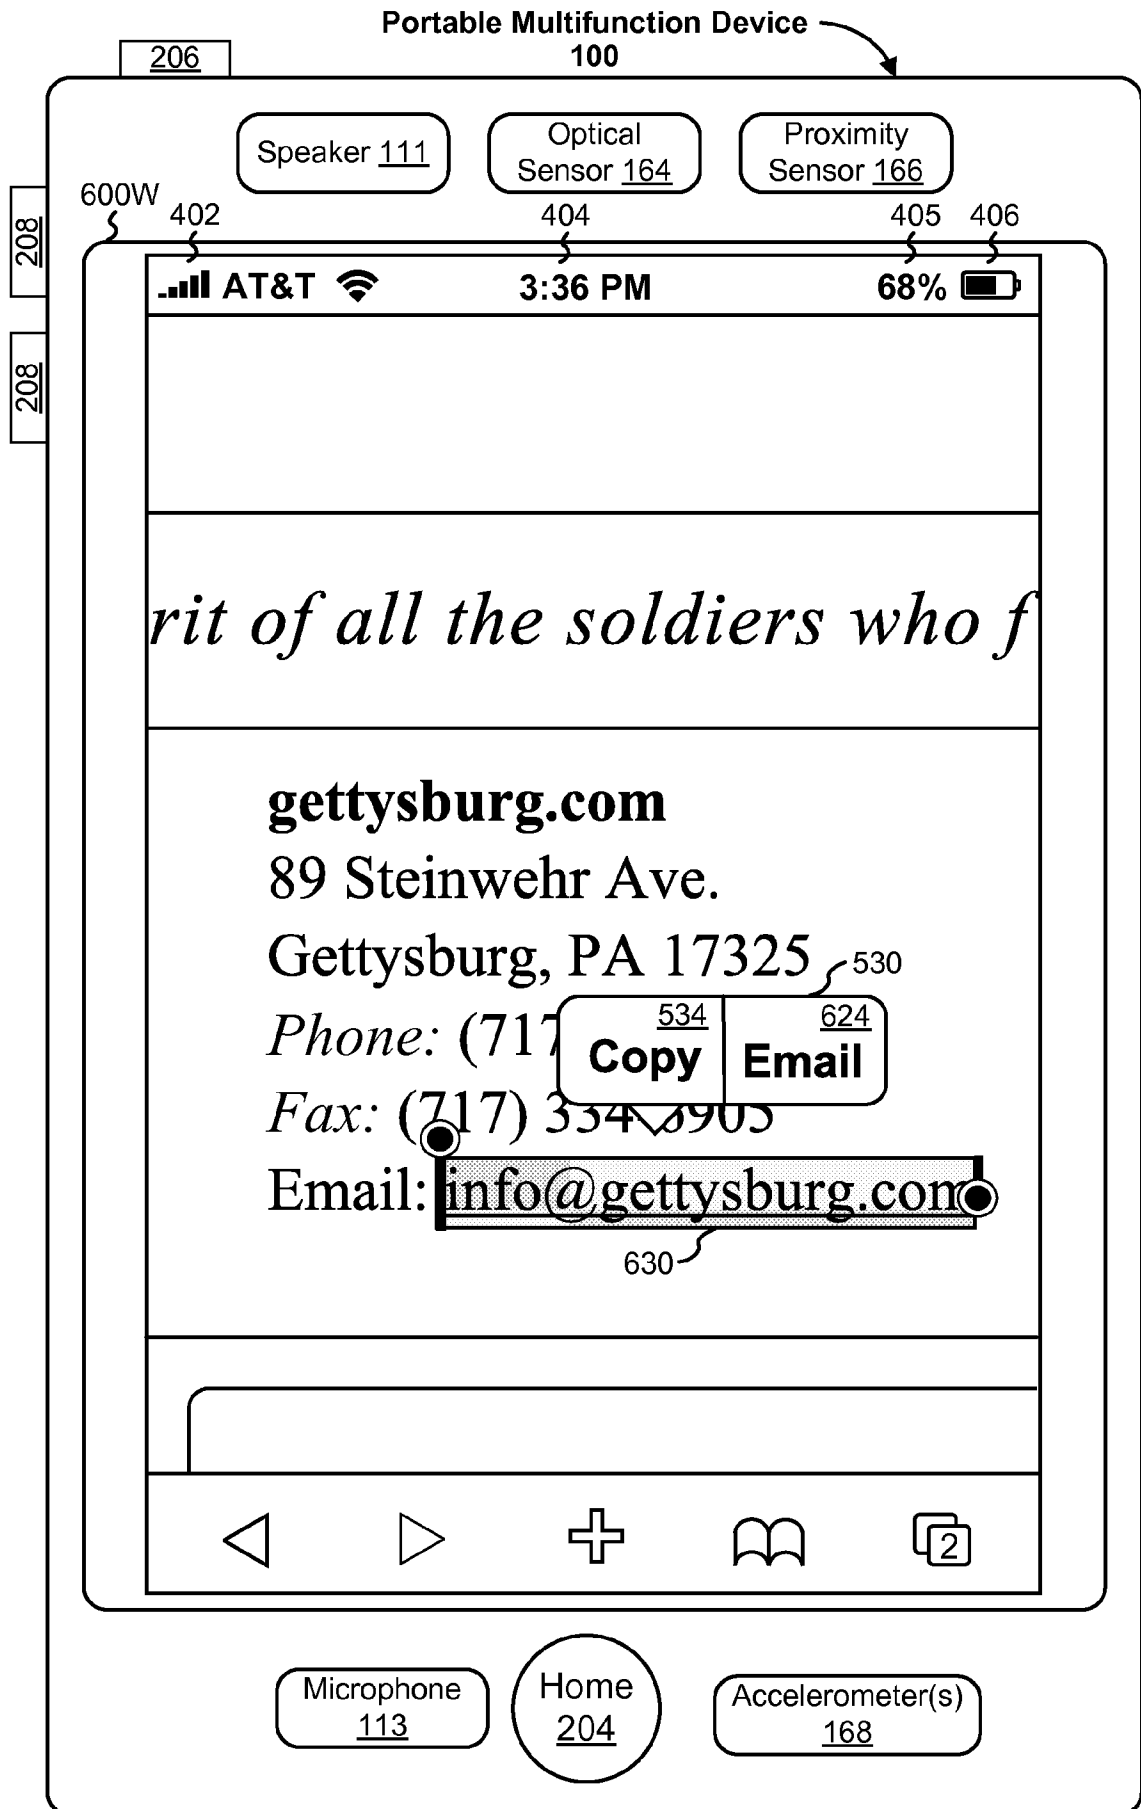 Portable Multifunction Device
100
206
Speaker 111
Optical
Sensor 164
Proximity
Sensor 166
208
208
600W
402
404
405
406
AT&T
3:36 PM
68%
rit of all the soldiers who f
gettysburg.com
89 Steinwehr Ave.
Gettysburg, PA 17325
530
Phone: (717
534
Copy
624
Email
Fax: (717) 334
905
Email: info@gettysburg.com
630
2
Microphone
113
Home
204
Accelerometer(s)
168